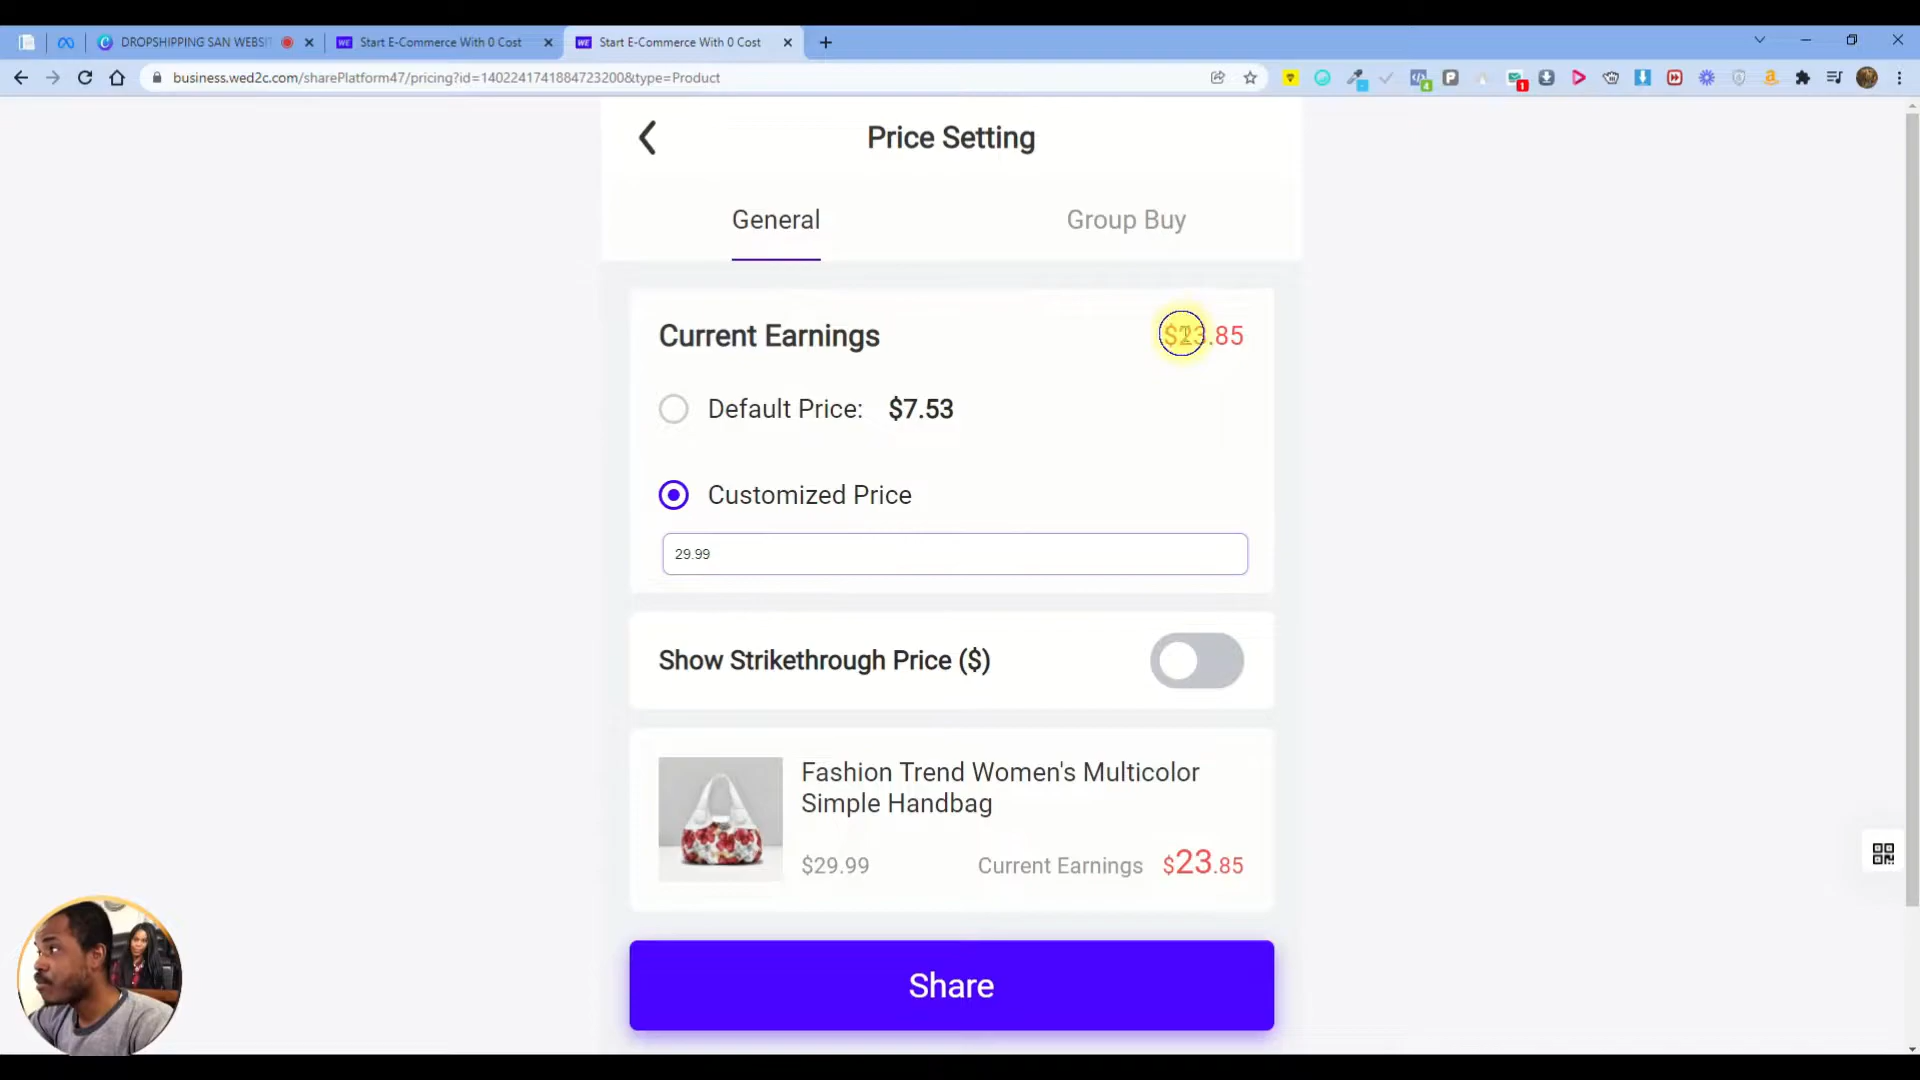 DROPSHIPPING SAN WEBSI
Start E-Commerce With 0 Cost
Start E-Commerce With 0 Cost
business.wed2c.com/sharePlatform47/pricing?id=1402241741884723200&type=Product
Price Setting
General
Group Buy
Current Earnings
$23.85
Default Price: $7.53
Customized Price
29.99
Show Strikethrough Price ($)
Fashion Trend Women's Multicolor
Simple Handbag
$29.99
Current Earnings $23.85
Share